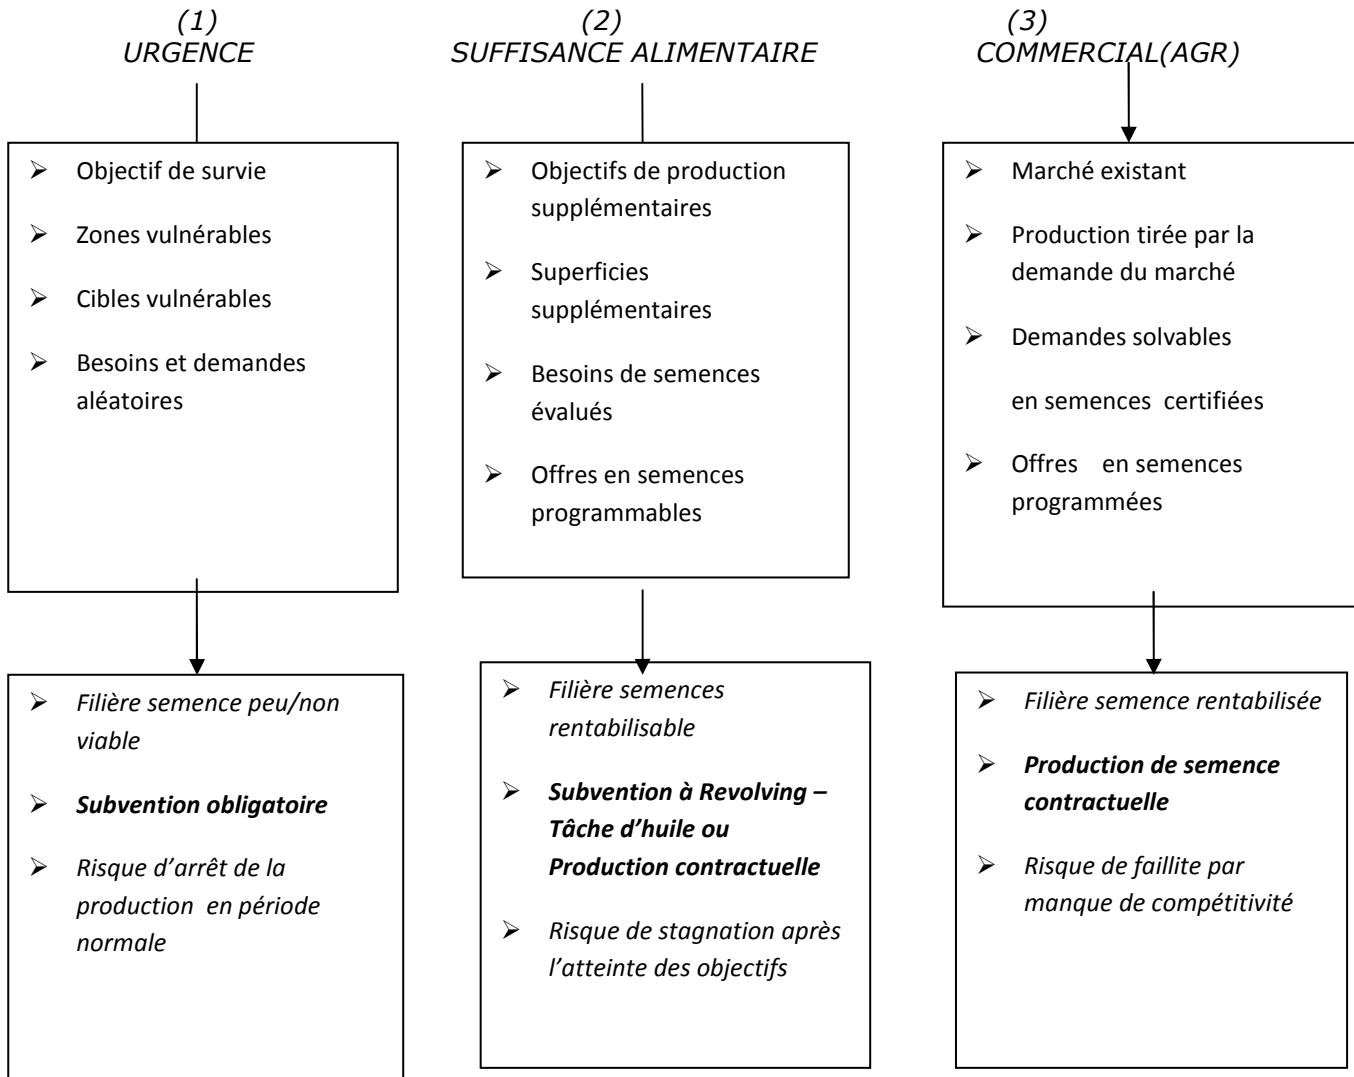 (1)
URGENCE
(2)
SUFFISANCE ALIMENTAIRE
(3)
COMMERCIAL(AGR)
➢ Objectif de survie
➢ Zones vulnérables
➢ Cibles vulnérables
➢ Besoins et demandes
aléatoires
➢ Objectifs de production
supplémentaires
➢ Superficies
supplémentaires
➢ Besoins de semences
évalués
➢ Offres en semences
programmables
➢ Marché existant
➢ Production tirée par la
demande du marché
➢ Demandes solvables
en semences certifiées
➢ Offres en semences
programmées
➢ Filière semence peu/non
viable
➢ Subvention obligatoire
➢ Risque d'arrêt de la
production en période
normale
➢ Filière semences
rentabilisable
➢ Subvention à Revolving –
Tâche d'huile ou
Production contractuelle
➢ Risque de stagnation après
l'atteinte des objectifs
➢ Filière semence rentabilisée
➢ Production de semence
contractuelle
➢ Risque de faillite par
manque de compétitivité